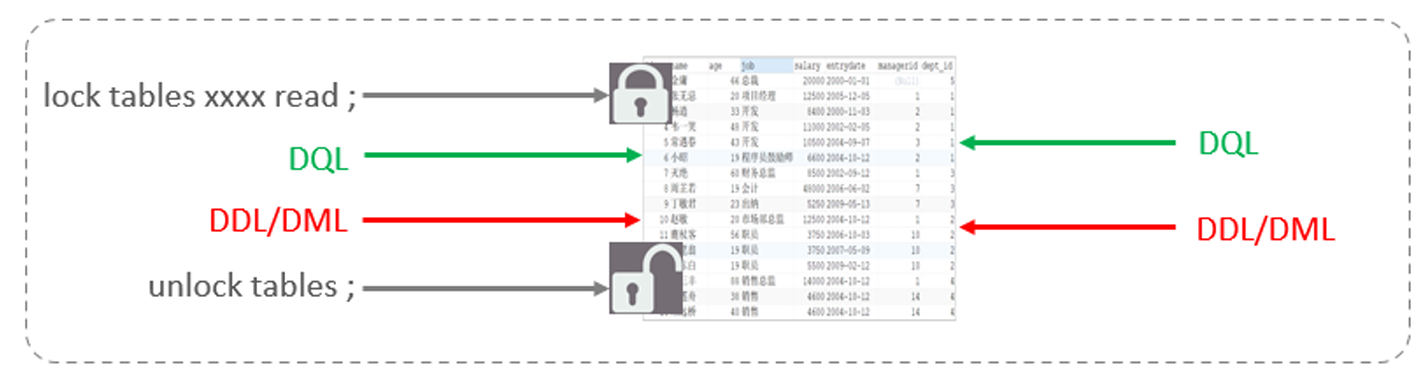 lock tables xxxx read ;
DQL
DDL/DML
unlock tables ;
name age job salary entrydate managerid dept_id
金庸 66 总裁 20000 2000-01-01 (Null) 5
张无忌 20 项目经理 12500 2005-12-05 1 1
杨逍 33 开发 8400 2000-11-03 2 1
4 韦一笑 48 开发 11000 2002-02-05 2 1
5 常遇春 43 开发 10500 2004-09-07 3 1
6 小昭 19 程序员鼓励师 6600 2004-10-12 2 1
7 灭绝 60 财务总监 8500 2002-09-12 1 3
8 周芷若 19 会计 48000 2006-06-02 7 3
9 丁敏君 23 出纳 5250 2009-05-13 7 3
10 赵敏 20 市场部总监 12500 2004-10-12 1 2
11 鹿杖客 56 职员 3750 2006-10-03 10 2
19 职员 3750 2007-05-09 10 2
东白 19 职员 5500 2009-02-12 10 2
三丰 88 销售总监 14000 2004-10-12 1 4
莲舟 38 销售 4600 2004-10-12 14 4
远桥 40 销售 4600 2004-10-12 14 4
DQL
DDL/DML